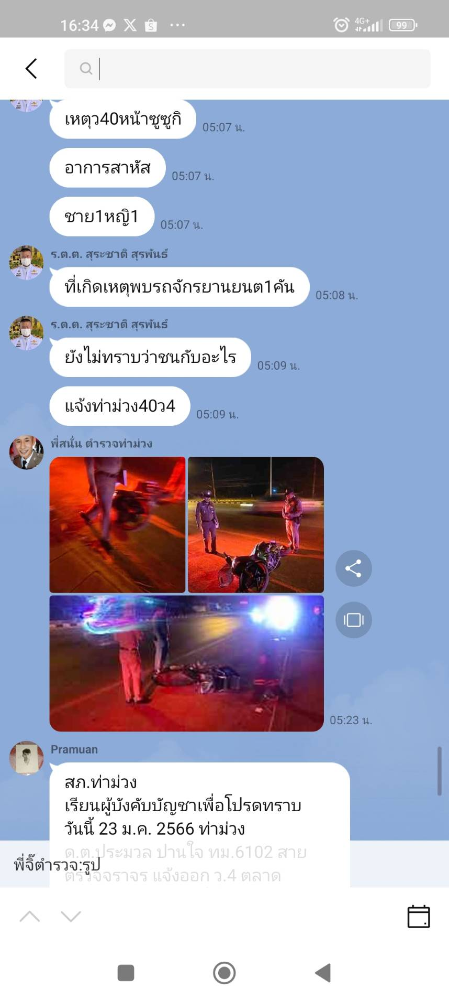 16:34
4G+
99
เหตุว40หน้าซูซูกิ
05:07 น.
อาการสาหัส
05:07 น.
ชาย1หญิ1
05:07 น.
ร.ต.ต. สุระชาติ สุรพันธ์
ที่เกิดเหตุพบรถจักรยานยนต1คัน
05:08 น.
ร.ต.ต. สุระชาติ สุรพันธ์
ยังไม่ทราบว่าชนกับอะไร
05:09 น.
แจ้งท่าม่วง40ว4
05:09 น.
พี่สนั่น ตำรวจท่าม่วง
05:23 น.
Pramuan
สภ.ท่าม่วง
เรียนผู้บังคับบัญชาเพื่อโปรดทราบ
วันนี้ 23 ม.ค. 2566 ท่าม่วง
ด.ต.ประมวล ปานใจ ทม.6102 สาย
พี่จิ๊ตำรวจ:รูป
ตรวจจราจร แจ้งออก ว.4 ตลาด